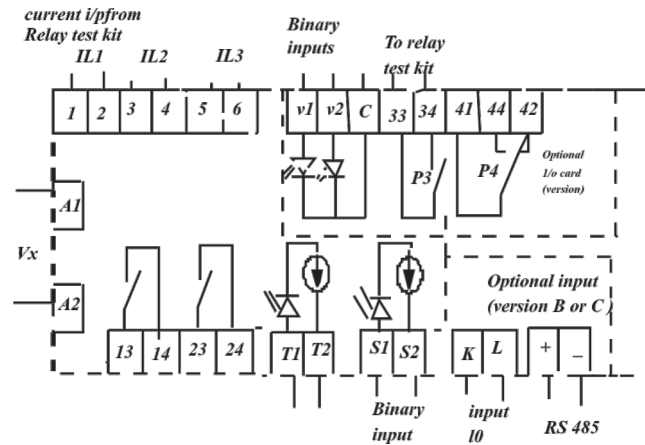 current i/pfrom
Relay test kit
IL1 IL2 IL3
Binary
inputs
To relay
test kit
1 2 3 4 5 6
v1 v2 C 33 34 41 44 42
P3 P4
Optional
I/o card
(version)
A1
Vx
A2
Optional input
(version B or C)
13 14 23 24
T1 T2
S1 S2
K L
+ _
Binary
input
input
I0
RS 485